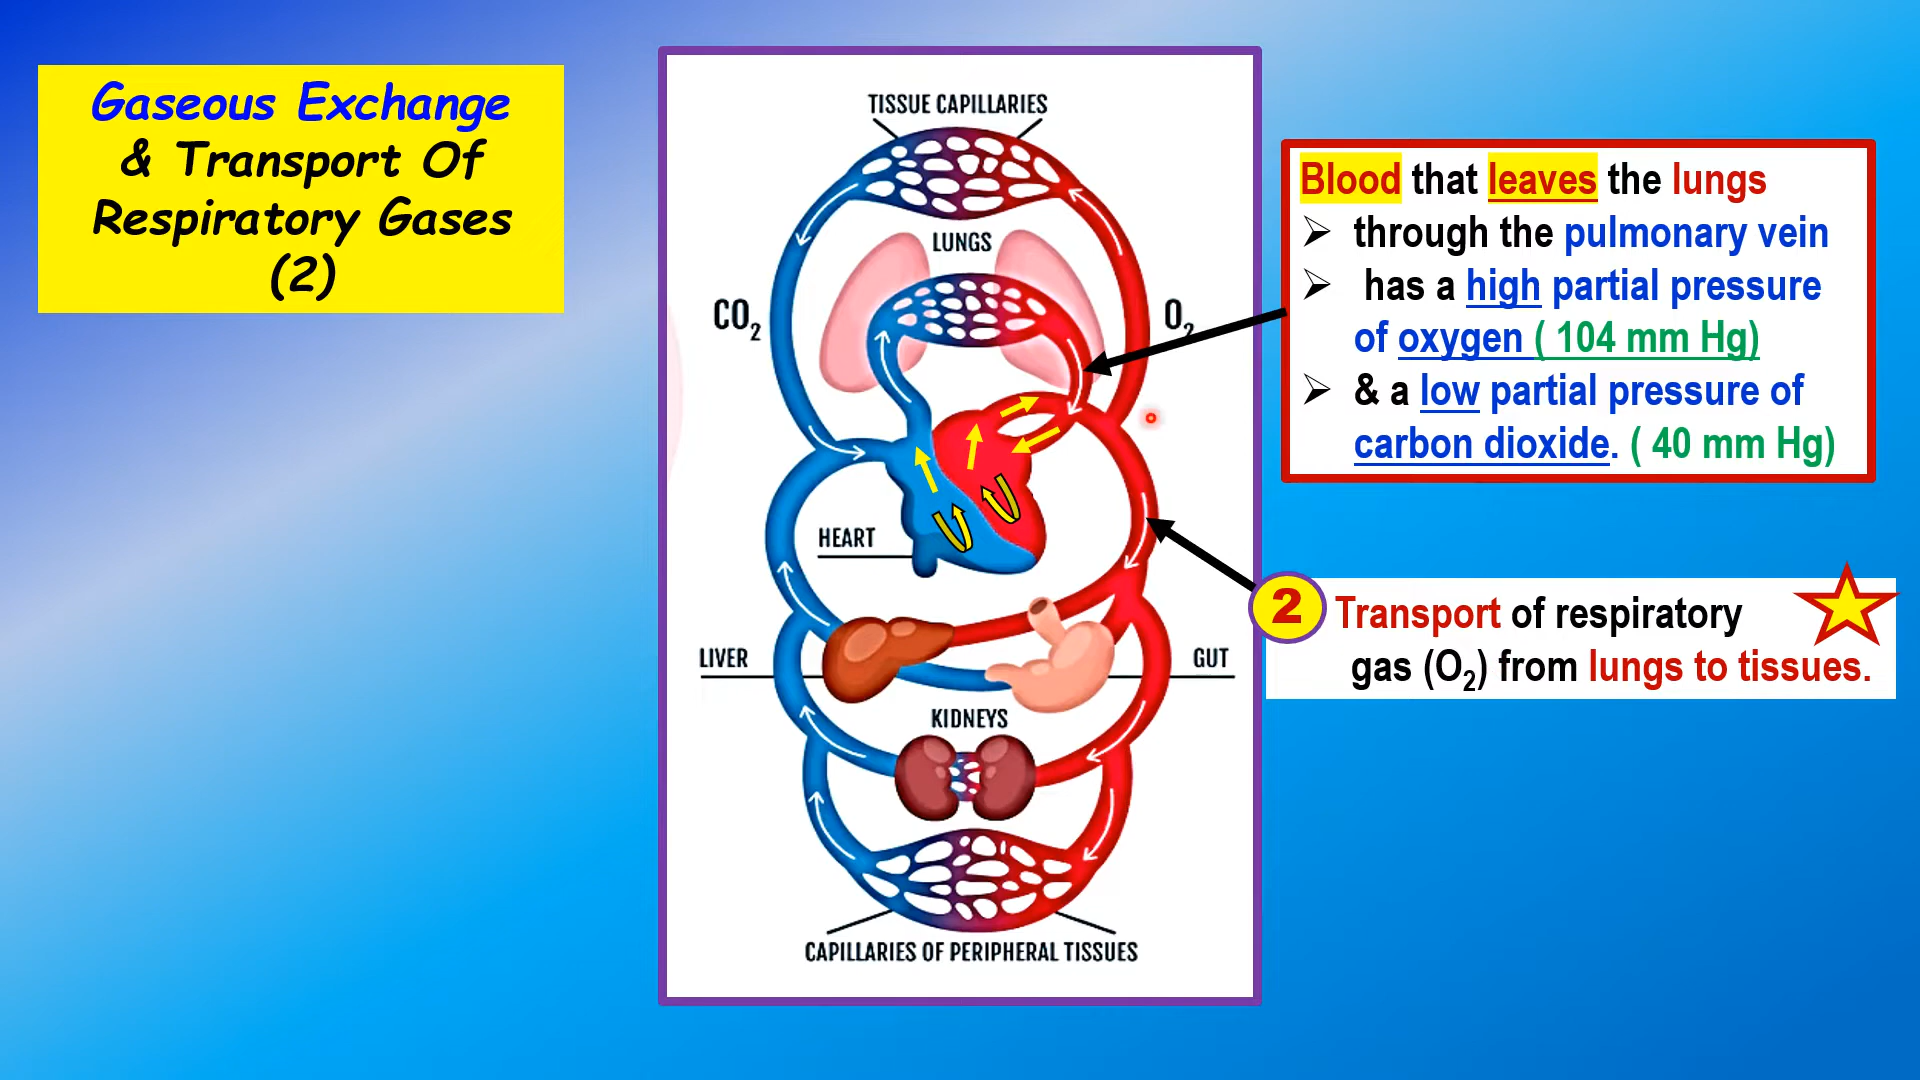 Gaseous Exchange
& Transport Of
Respiratory Gases
(2)
TISSUE CAPILLARIES
LUNGS
CO₂
O₂
HEART
LIVER
GUT
KIDNEYS
CAPILLARIES OF PERIPHERAL TISSUES
Blood that leaves the lungs
➢ through the pulmonary vein
➢ has a high partial pressure
of oxygen ( 104 mm Hg)
➢ & a low partial pressure of
carbon dioxide. ( 40 mm Hg)
2 Transport of respiratory
gas (O₂) from lungs to tissues.